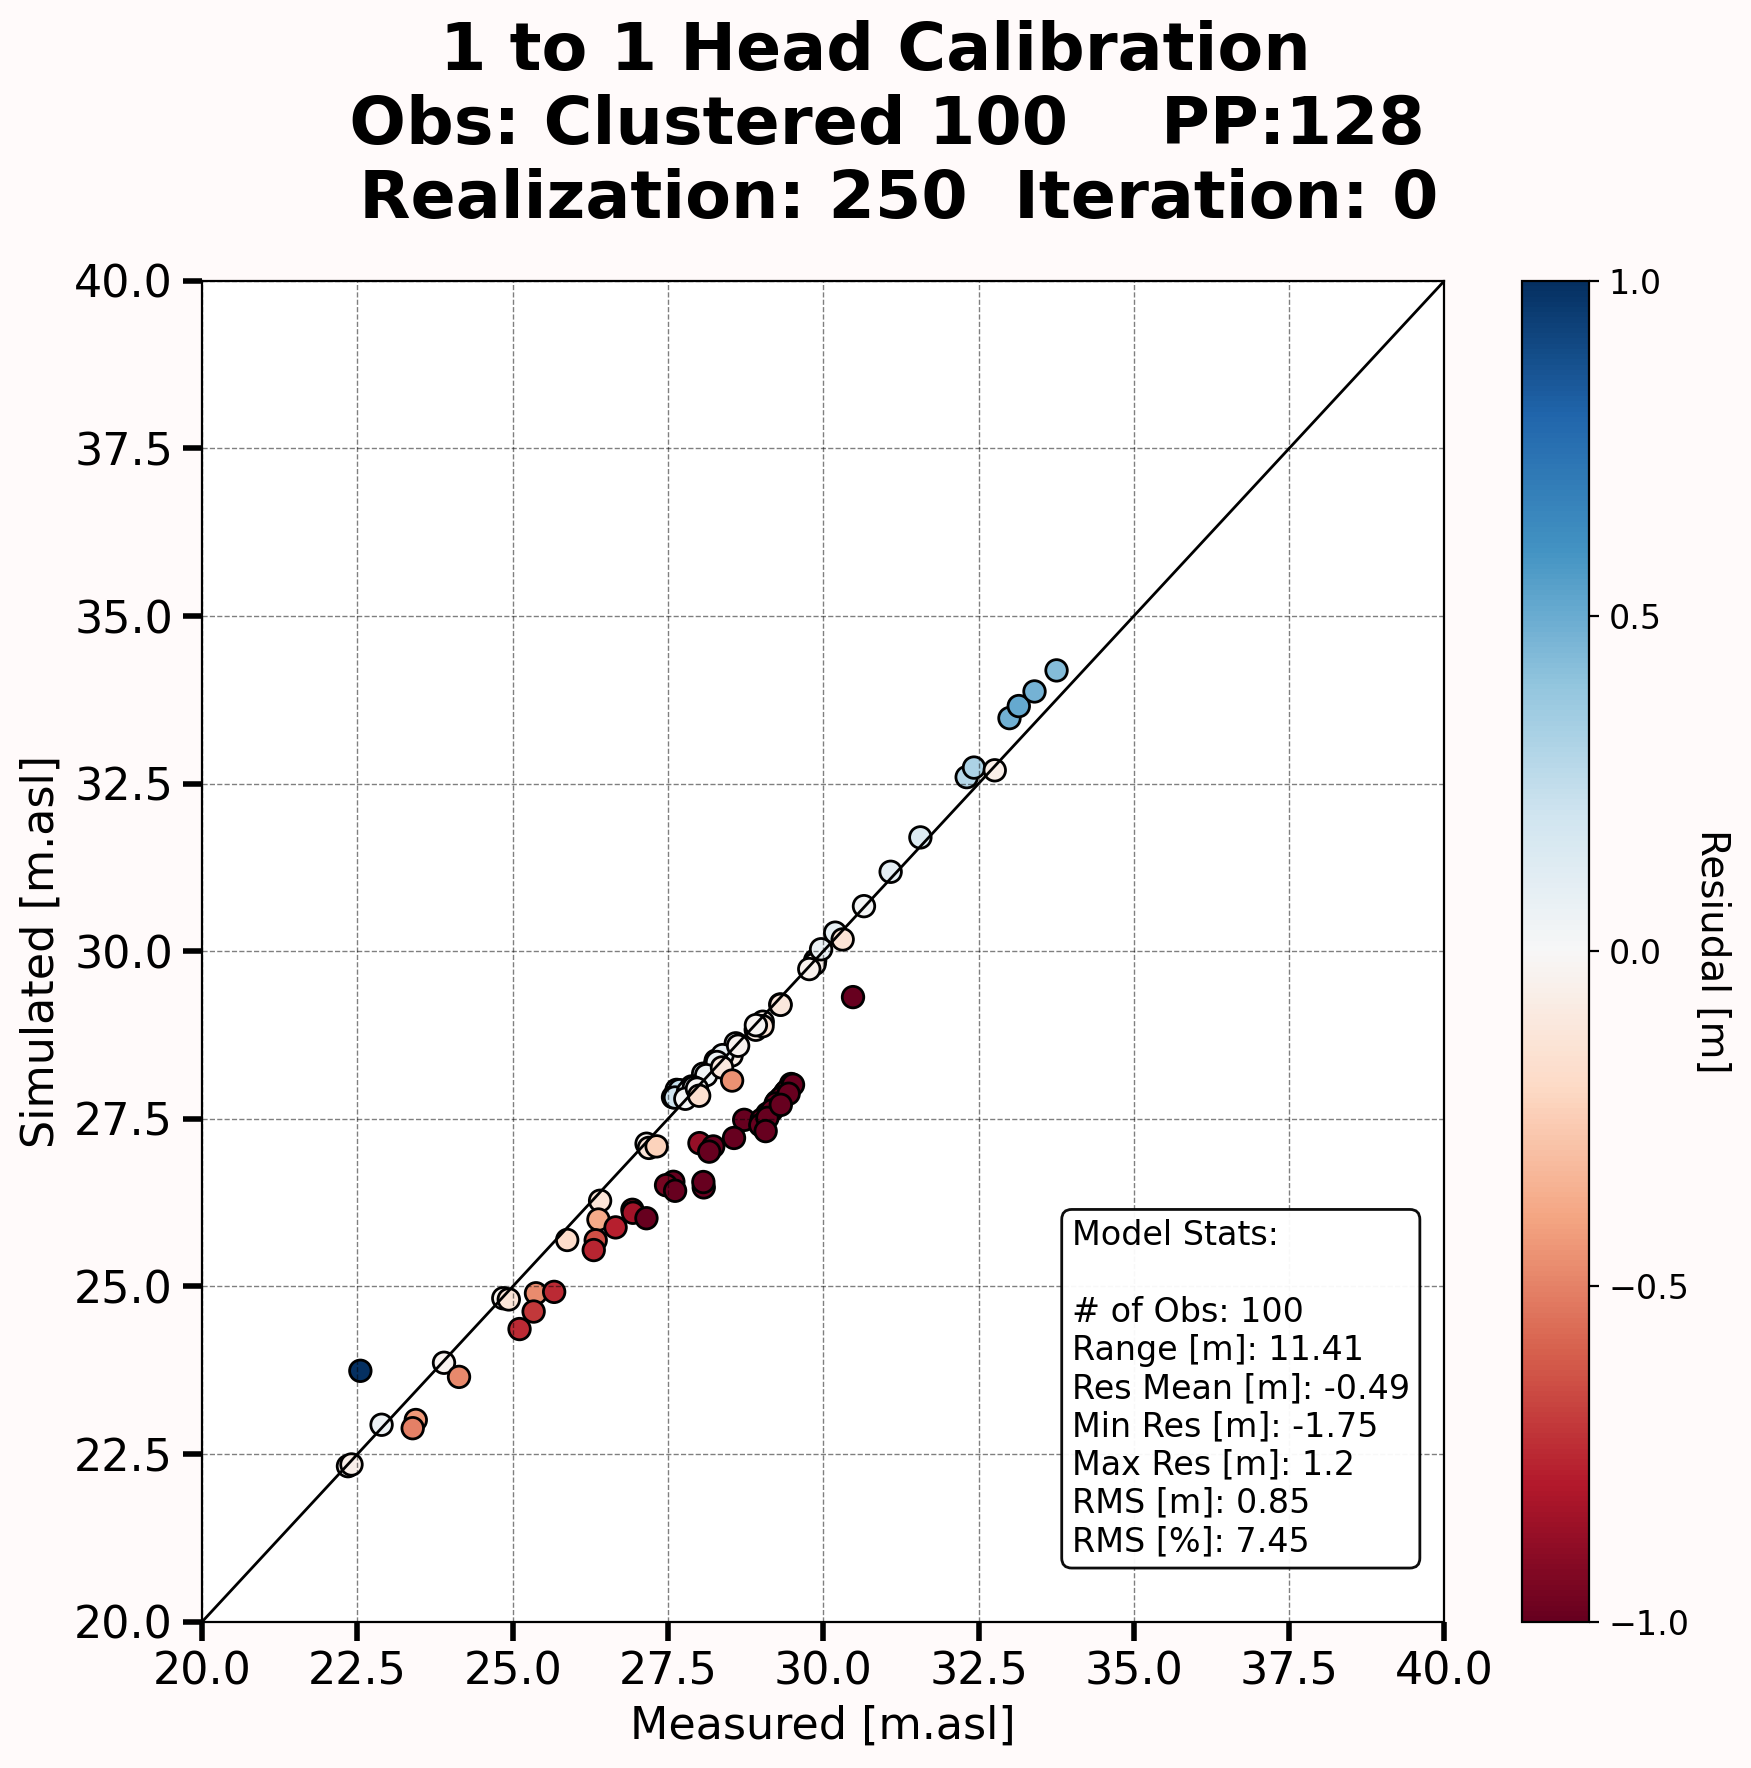 1 to 1 Head Calibration
Obs: Clustered 100    PP:128
Realization: 250  Iteration: 0
40.0
37.5
35.0
32.5
30.0
27.5
25.0
22.5
20.0
Simulated [m.asl]
20.0 22.5 25.0 27.5 30.0 32.5 35.0 37.5 40.0
Measured [m.asl]
Model Stats:
# of Obs: 100
Range [m]: 11.41
Res Mean [m]: -0.49
Min Res [m]: -1.75
Max Res [m]: 1.2
RMS [m]: 0.85
RMS [%]: 7.45
1.0
0.5
0.0
−0.5
−1.0
Resiudal [m]